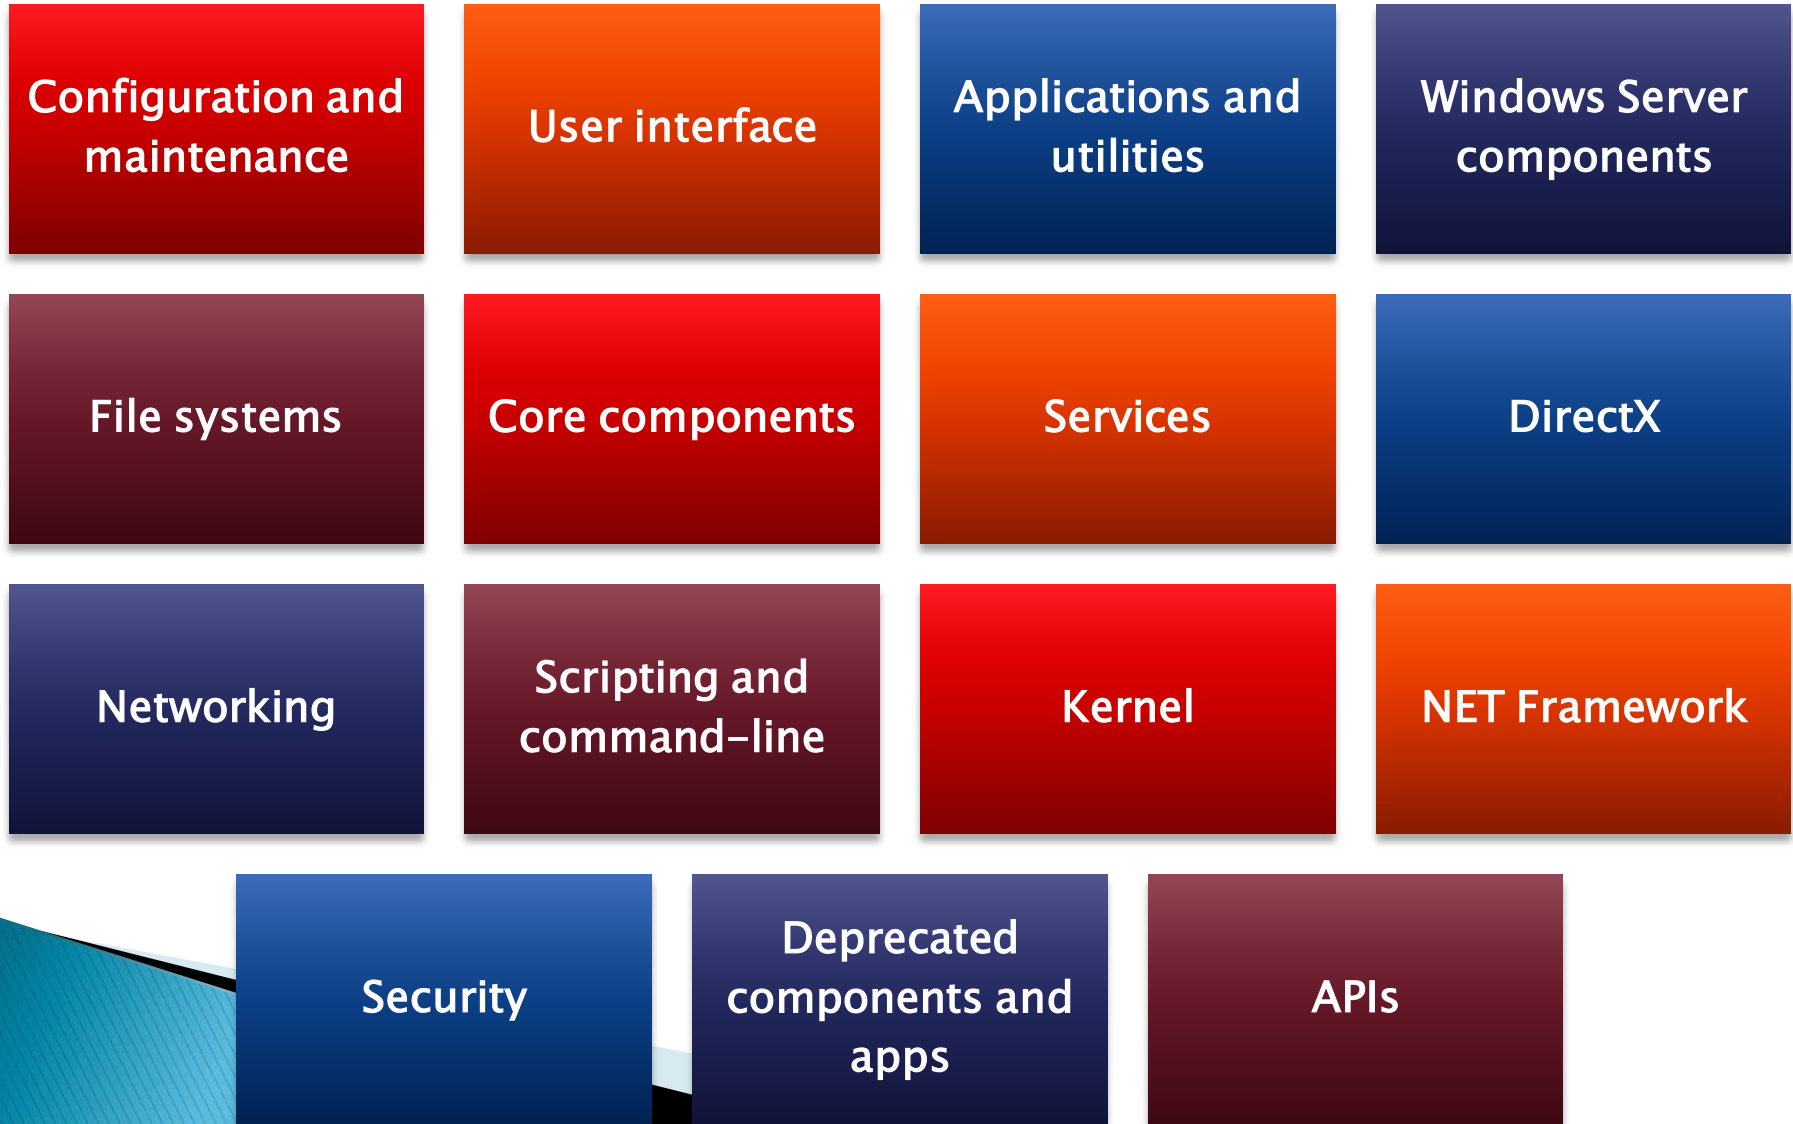 Configuration and
maintenance
User interface
Applications and
utilities
Windows Server
components
File systems
Core components
Services
DirectX
Networking
Scripting and
command-line
Kernel
NET Framework
Security
Deprecated
components and
apps
APIs